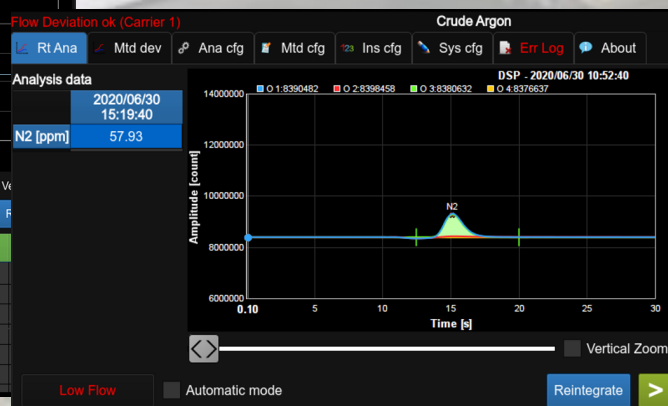 Flow Deviation ok (Carrier 1)
Crude Argon
Rt Ana
Mtd dev
Ana cfg
Mtd cfg
123 Ins cfg
Sys cfg
Err Log
About
Analysis data
2020/06/30
15:19:40
N2 [ppm]
57.93
DSP - 2020/06/30 10:52:40
O 1:8390482
O 2:8398458
O 3:8380632
O 4:8376637
14000000
12000000
10000000
8000000
6000000
Amplitude [count]
N2
0.10
5
10
15
20
25
30
Time [s]
Vertical Zoom
Low Flow
Automatic mode
Reintegrate
>